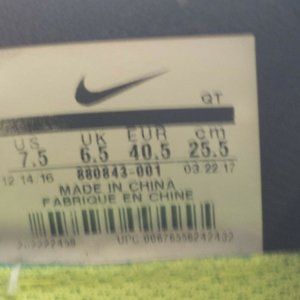 QT
US UK EUR cm
7.5 6.5 40.5 25.5
12.14.16 880843-001 03.22.17
MADE IN CHINA
FABRIQUE EN CHINE
UPC